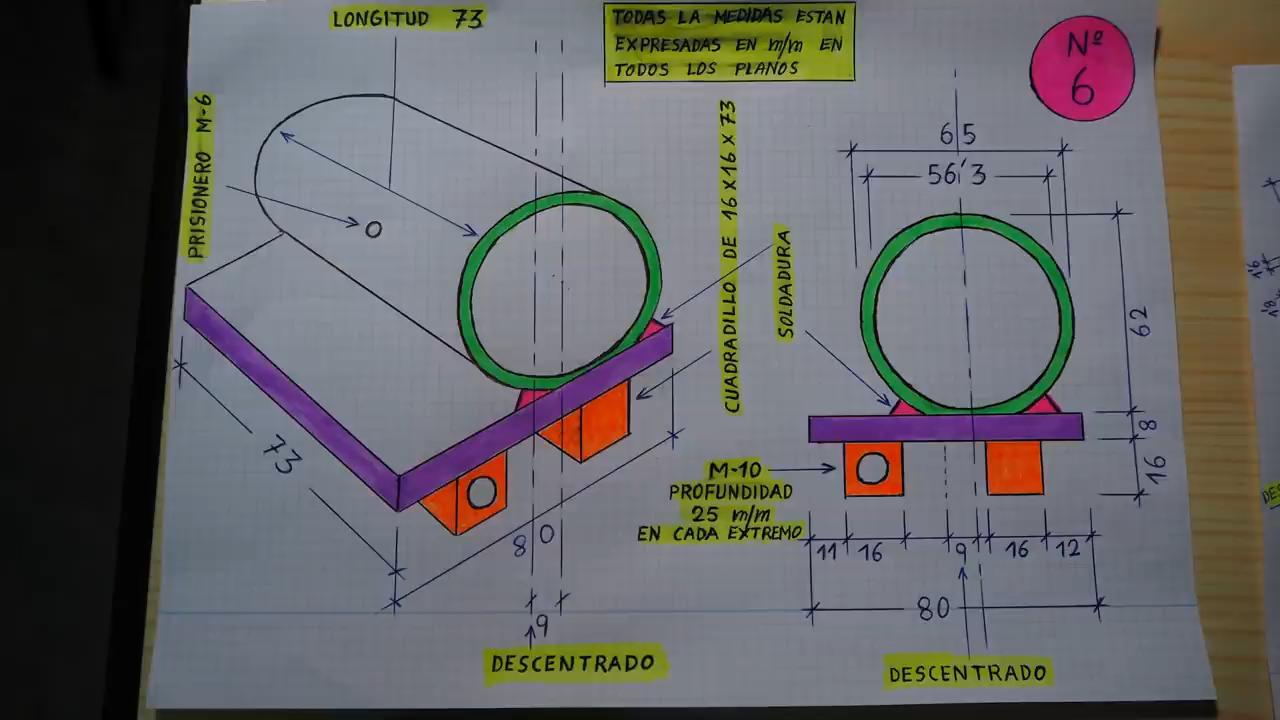 LONGITUD 73
TODAS LA MEDIDAS ESTAN
EXPRESADAS EN m/m EN
TODOS LOS PLANOS
Nº
6
PRISIONERO M-6
CUADRADILLO DE 16x16x73
SOLDADURA
65
56'3
62
8
16
73
80
9
DESCENTRADO
M-10
PROFUNDIDAD
25 m/m
EN CADA EXTREMO
11 16 9 16 12
80
DESCENTRADO
16
18